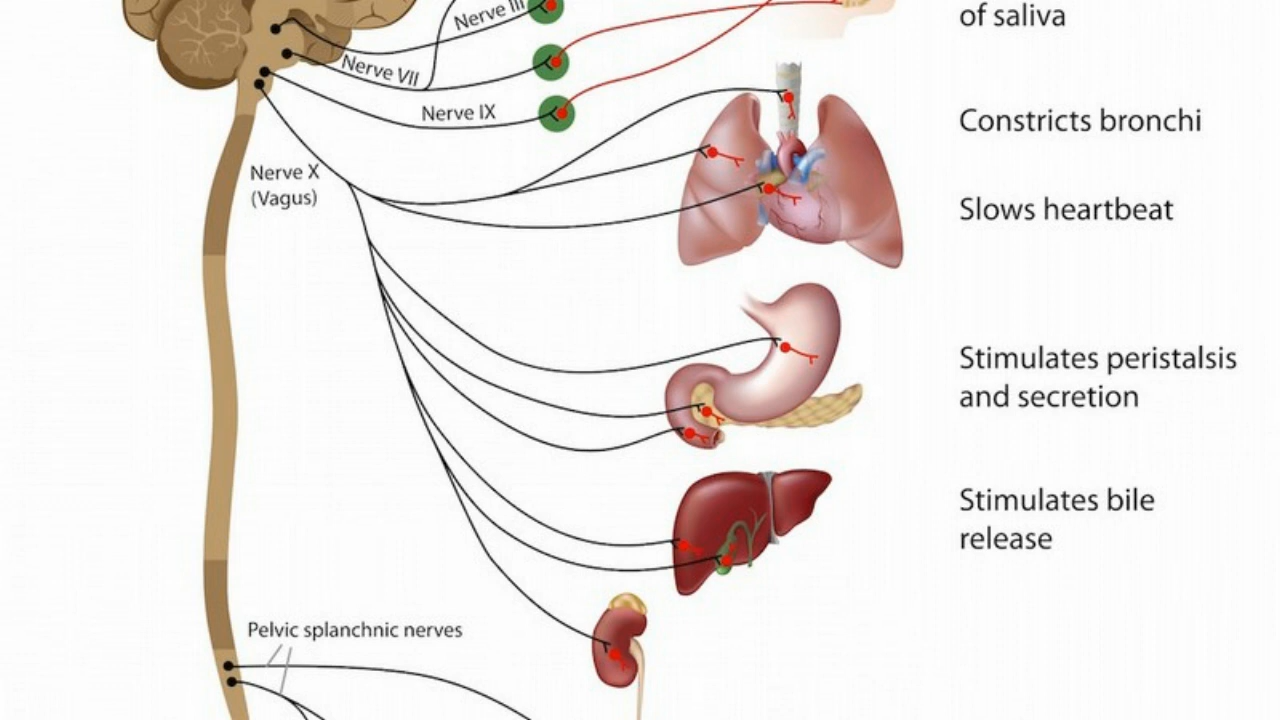 Nerve III
of saliva
Nerve VII
Nerve IX
Constricts bronchi
Nerve X
(Vagus)
Slows heartbeat
Stimulates peristalsis
and secretion
Stimulates bile
release
Pelvic splanchnic nerves